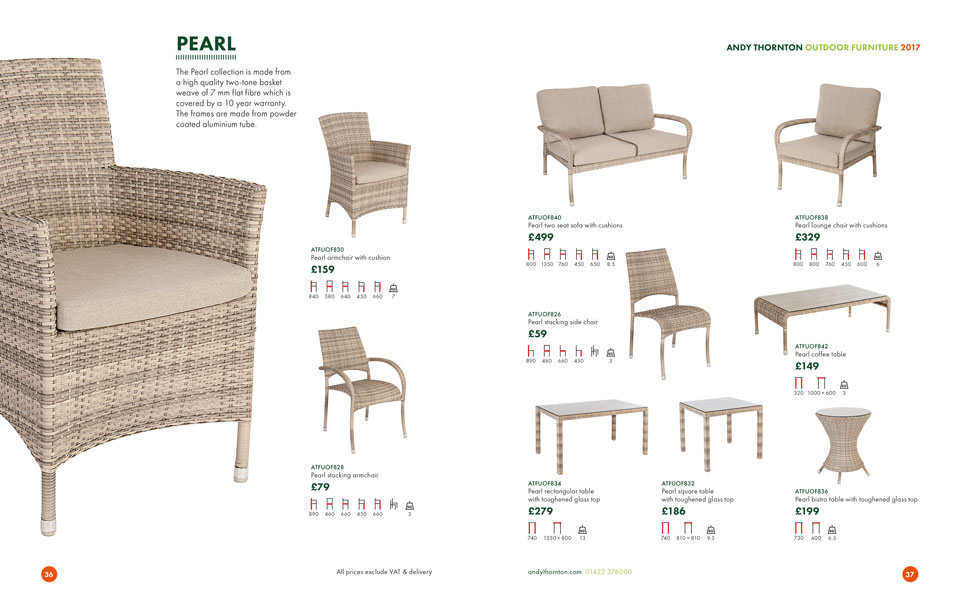 PEARL
The Pearl collection is made from
a high quality two-tone basket
weave of 7 mm flat fibre which is
covered by a 10 year warranty.
The frames are made from powder
coated aluminium tube.
ATFUOF830
Pearl armchair with cushion
£159
840 580 640 450 660 7
ATFUOF828
Pearl stacking armchair
£79
890 460 660 450 660 3
36
All prices exclude VAT & delivery
ANDY THORNTON OUTDOOR FURNITURE 2017
ATFUOF840
Pearl two seat sofa with cushions
£499
800 1350 760 450 650 8.5
ATFUOF838
Pearl lounge chair with cushions
£329
800 800 760 450 600 6
ATFUOF826
Pearl stacking side chair
£59
890 460 660 450 3
ATFUOF842
Pearl coffee table
£149
320 1000 × 600 3
ATFUOF834
Pearl rectangular table
with toughened glass top
£279
740 1350 × 800 13
ATFUOF832
Pearl square table
with toughened glass top
£186
740 810 × 810 9.5
ATFUOF836
Pearl bistro table with toughened glass top
£199
730 600 6.5
andythornton.com 01422 376000
37